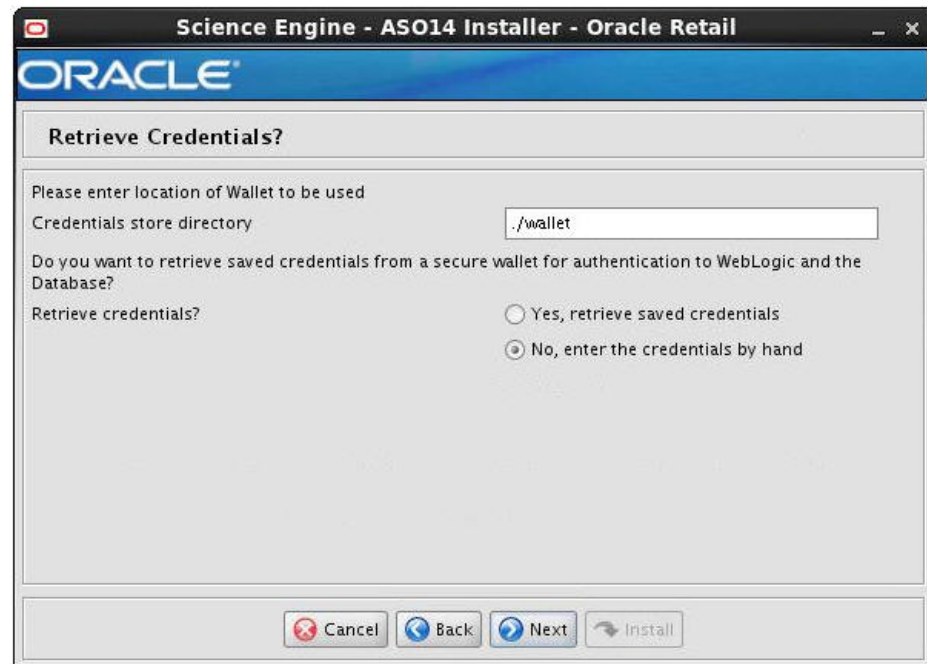 Science Engine - ASO14 Installer - Oracle Retail
ORACLE
Retrieve Credentials?
Please enter location of Wallet to be used
Credentials store directory
./wallet
Do you want to retrieve saved credentials from a secure wallet for authentication to WebLogic and the
Database?
Retrieve credentials?
Yes, retrieve saved credentials
No, enter the credentials by hand
Cancel
Back
Next
Install